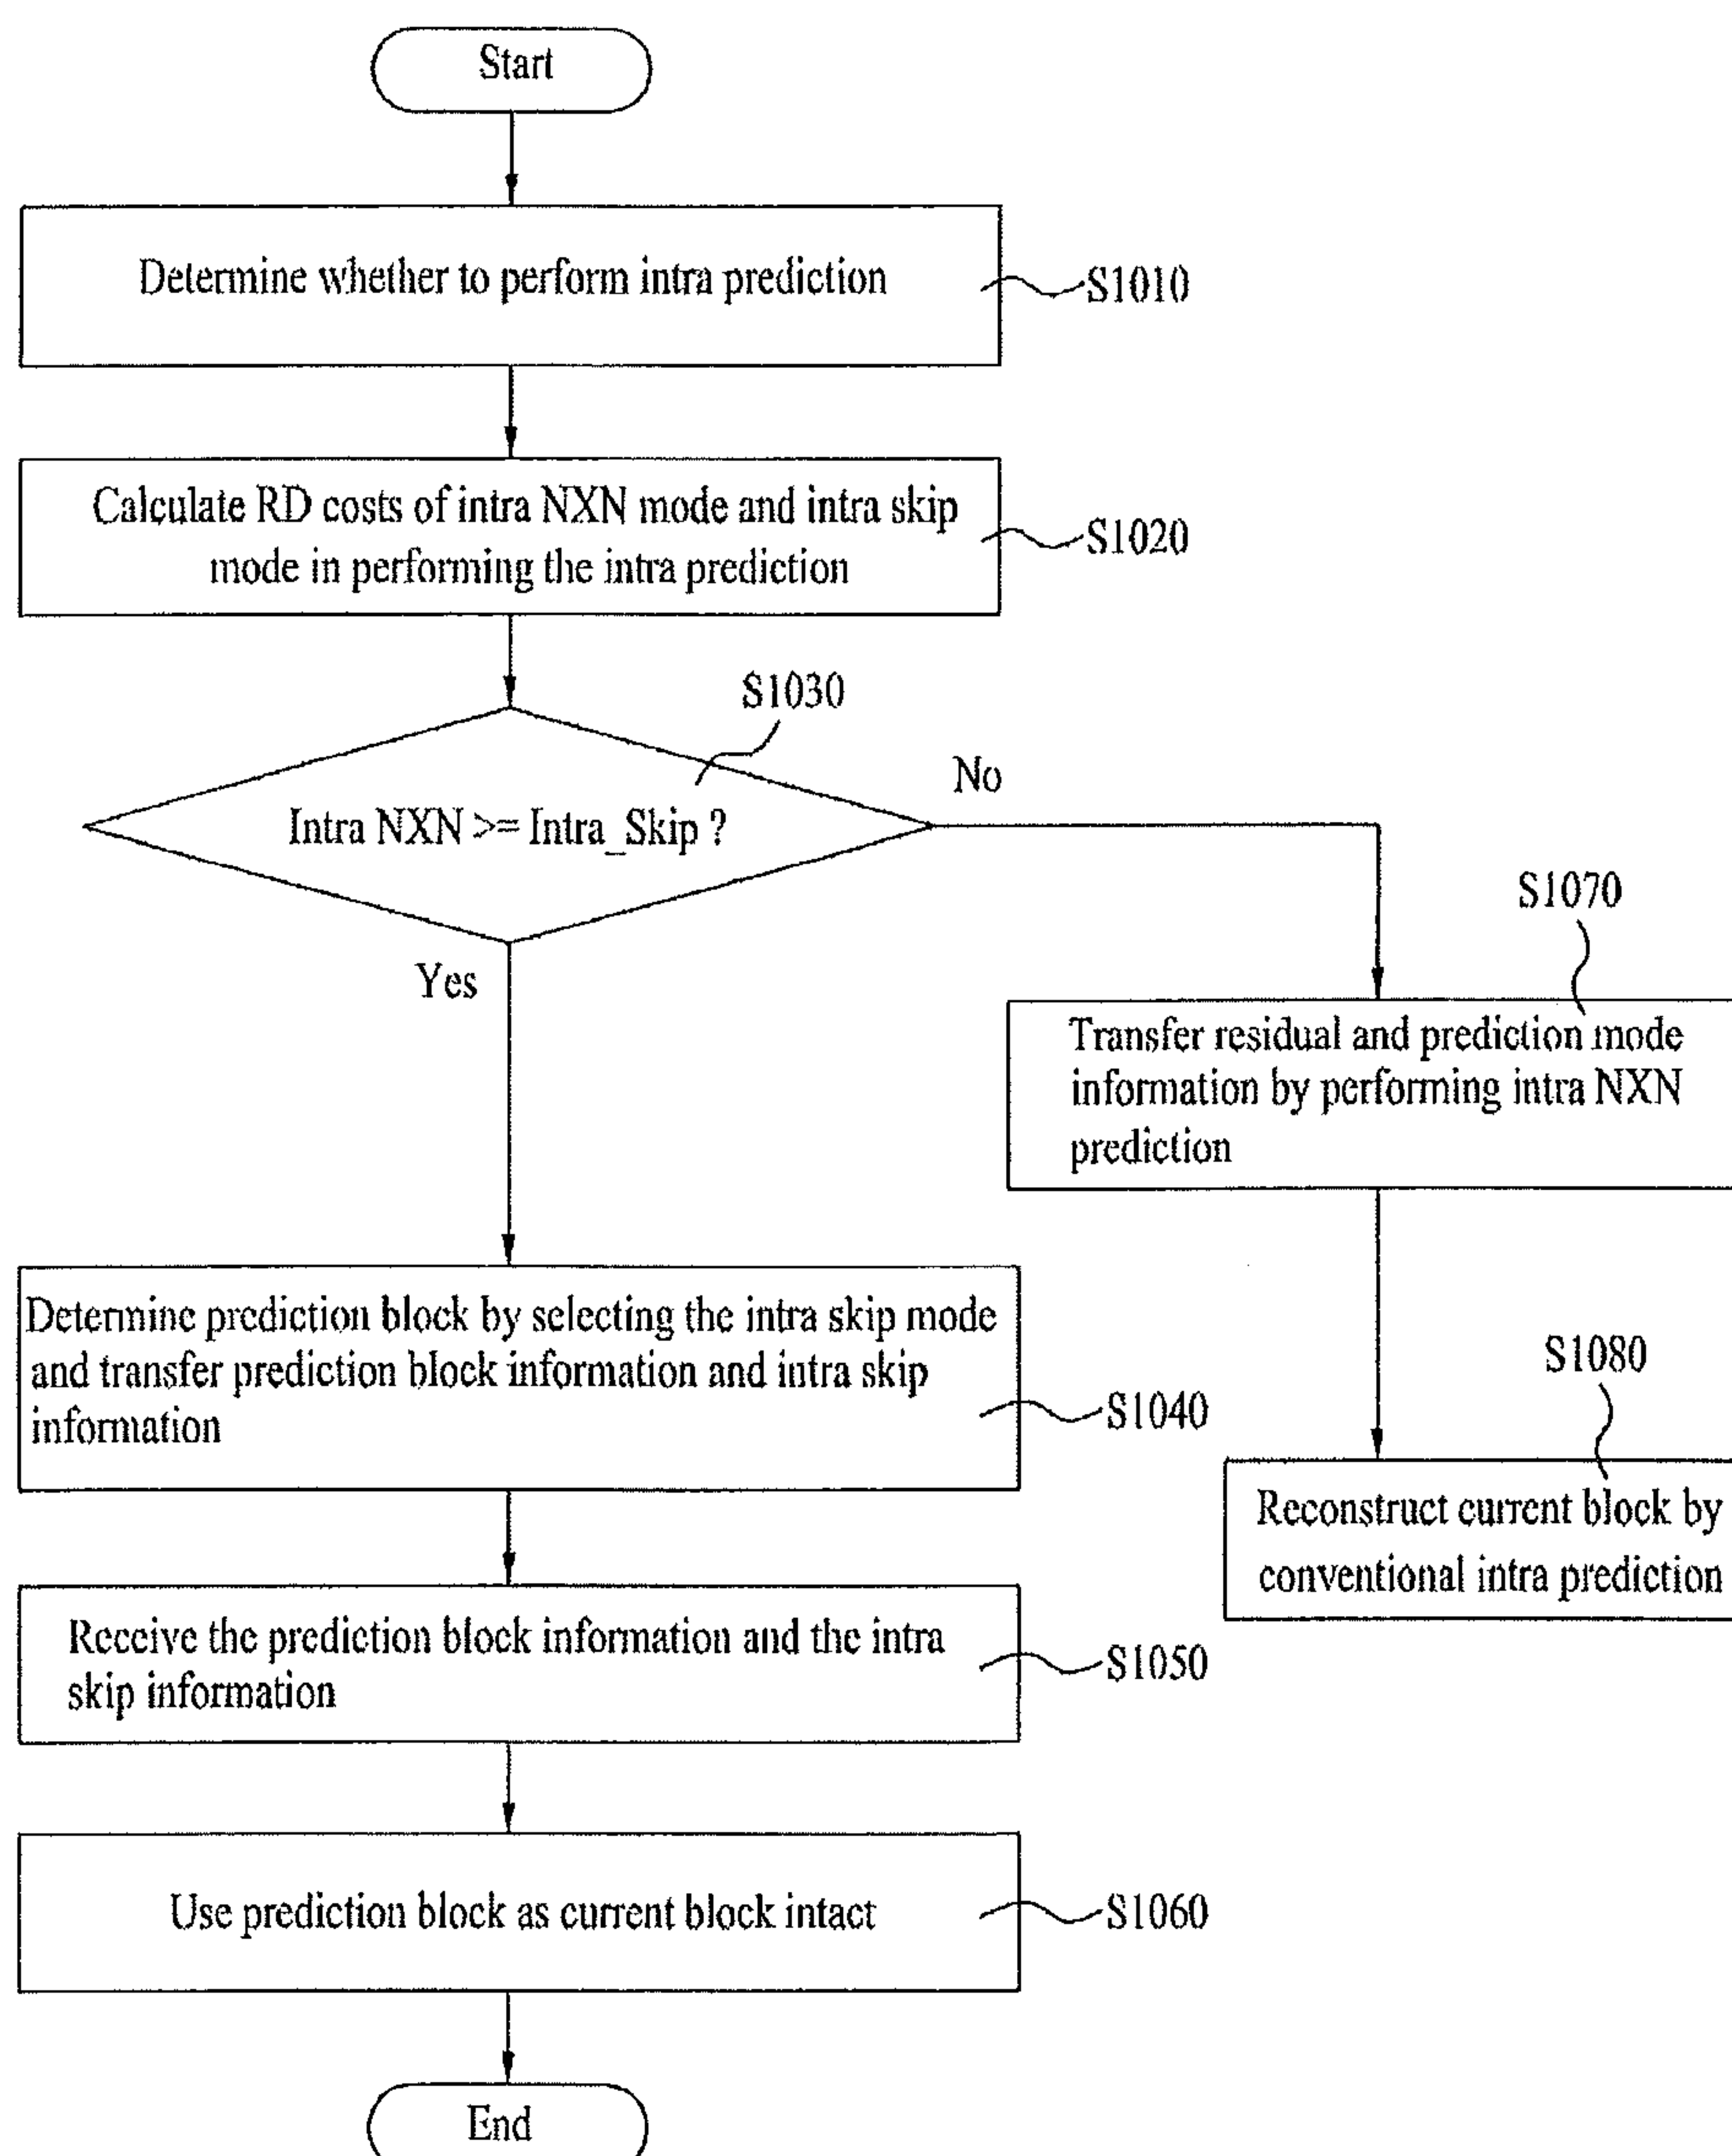 Start
Determine whether to perform intra prediction
S1010
Calculate RD costs of intra NXN mode and intra skip
mode in performing the intra prediction
S1020
S1030
Intra NXN >= Intra_Skip ?
No
Yes
S1070
Transfer residual and prediction mode
information by performing intra NXN
prediction
Determine prediction block by selecting the intra skip mode
and transfer prediction block information and intra skip
information
S1040
S1080
Reconstruct current block by
conventional intra prediction
Receive the prediction block information and the intra
skip information
S1050
Use prediction block as current block intact
S1060
End